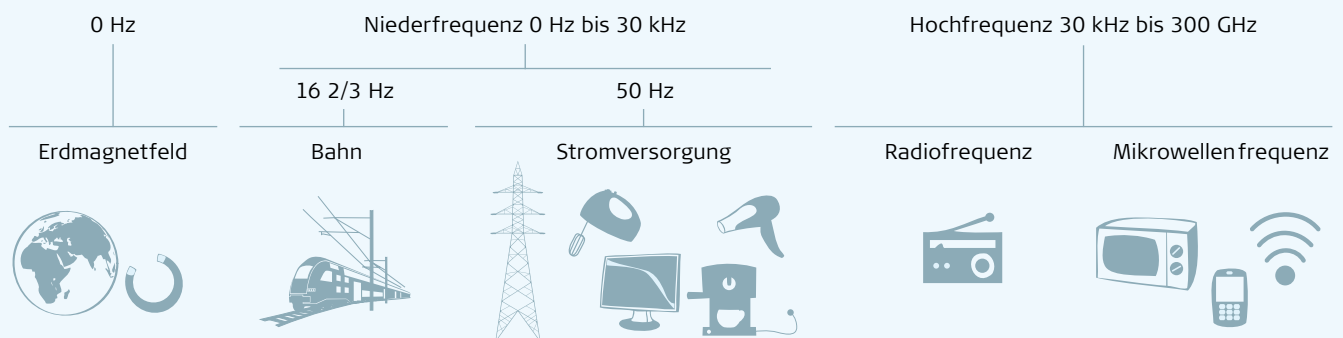 0 Hz
Niederfrequenz 0 Hz bis 30 kHz
Hochfrequenz 30 kHz bis 300 GHz
16 2/3 Hz
50 Hz
Erdmagnetfeld
Bahn
Stromversorgung
Radiofrequenz
Mikrowellenfrequenz